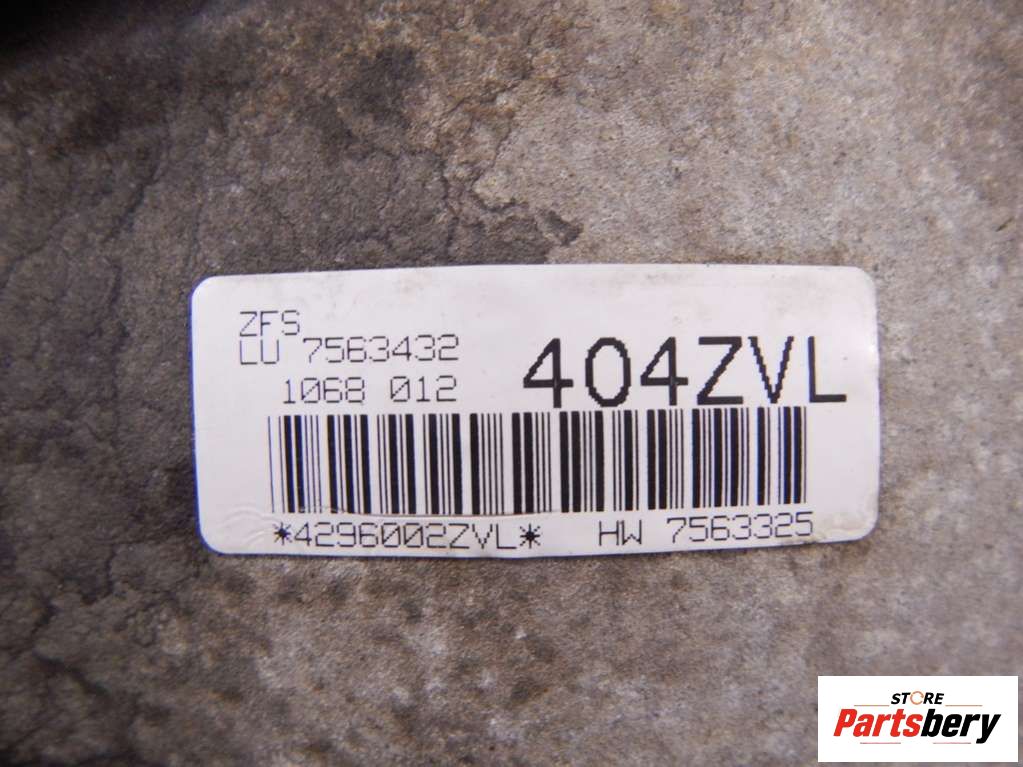 ZFS
LU 7563432
1068 012
404ZVL
*4296002ZVL* HW 7563325
STORE
Partsbery